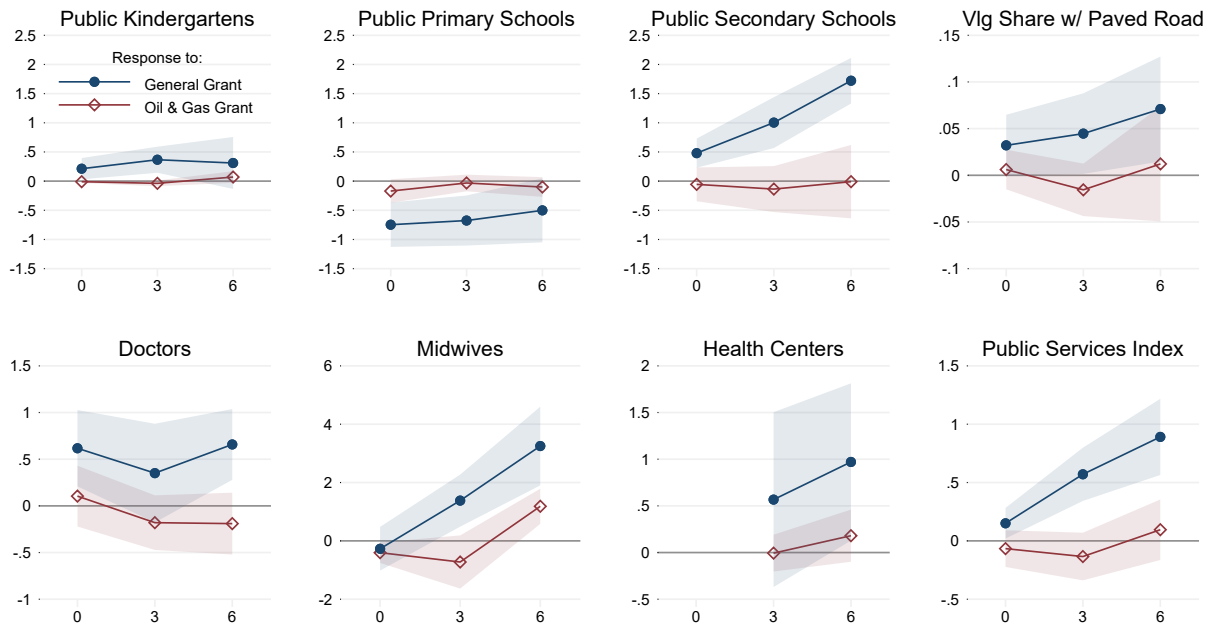 Public Kindergartens
2.5
2
1.5
1
.5
0
-.5
-1
-1.5
0 3 6
Response to:
General Grant
Oil & Gas Grant
Public Primary Schools
2.5
2
1.5
1
.5
0
-.5
-1
-1.5
0 3 6
Public Secondary Schools
2.5
2
1.5
1
.5
0
-.5
-1
-1.5
0 3 6
Vlg Share w/ Paved Road
.15
.1
.05
0
-.05
-.1
0 3 6
Doctors
1.5
1
.5
0
-.5
-1
0 3 6
Midwives
6
4
2
0
-2
0 3 6
Health Centers
2
1.5
1
.5
0
-.5
0 3 6
Public Services Index
1.5
1
.5
0
-.5
0 3 6